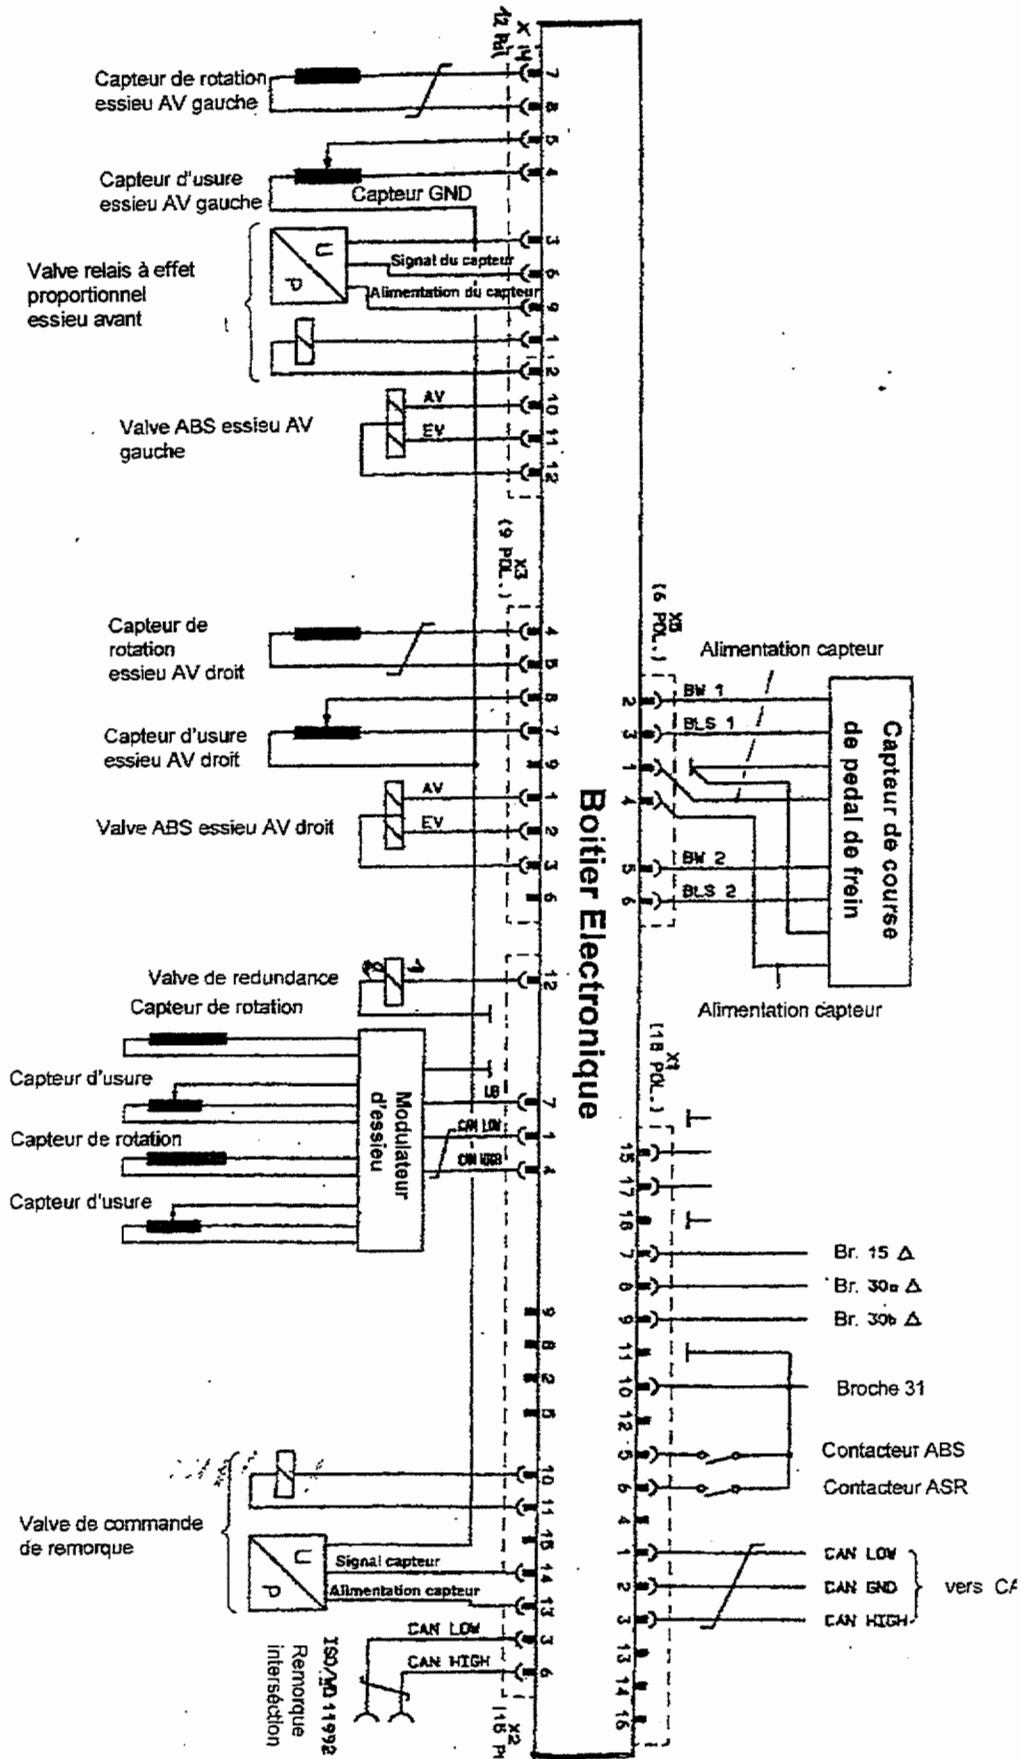 X 14
12 Pol
Capteur de rotation
essieu AV gauche
7
8
5
4
Capteur d'usure
essieu AV gauche
Capteur GND
Valve relais à effet
proportionnel
essieu avant
U
P
Signal du capteur
Alimentation du capteur
3
6
9
1
2
Valve ABS essieu AV
gauche
AV
EV
10
11
12
X3
(9 POL.)
Capteur de
rotation
essieu AV droit
4
5
8
7
9
Capteur d'usure
essieu AV droit
Valve ABS essieu AV droit
AV
EV
1
2
3
6
Boitier Electronique
X5
(6 POL.)
Alimentation capteur
2
3
1
4
5
6
BW 1
BLS 1
BW 2
BLS 2
Capteur de course
de pedal de frein
Alimentation capteur
Valve de redundance
12
Capteur de rotation
Capteur d'usure
Capteur de rotation
Capteur d'usure
Modulateur
d'essieu
UB
CAN LOW
CAN HIGH
7
1
4
9
8
2
5
Valve de commande
de remorque
U
P
Signal capteur
Alimentation capteur
10
11
15
14
13
3
6
CAN LOW
CAN HIGH
ISO/WD 11992
Remorque
interséction
X2
X1
(18 POL.)
15
17
18
7
8
9
11
10
12
5
6
4
1
2
3
13
14
16
Br. 15 Δ
Br. 30a Δ
Br. 30b Δ
Broche 31
Contacteur ABS
Contacteur ASR
CAN LOW
CAN GND
CAN HIGH
vers CA